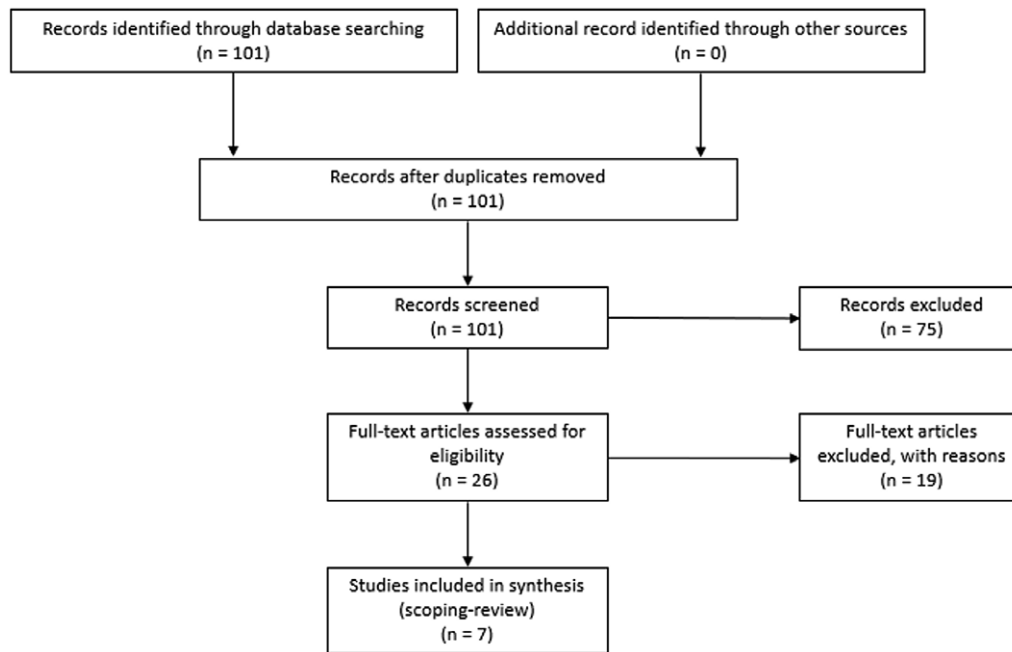 Records identified through database searching
(n = 101)
Additional record identified through other sources
(n = 0)
Records after duplicates removed
(n = 101)
Records screened
(n = 101)
Records excluded
(n = 75)
Full-text articles assessed for
eligibility
(n = 26)
Full-text articles
excluded, with reasons
(n = 19)
Studies included in synthesis
(scoping-review)
(n = 7)